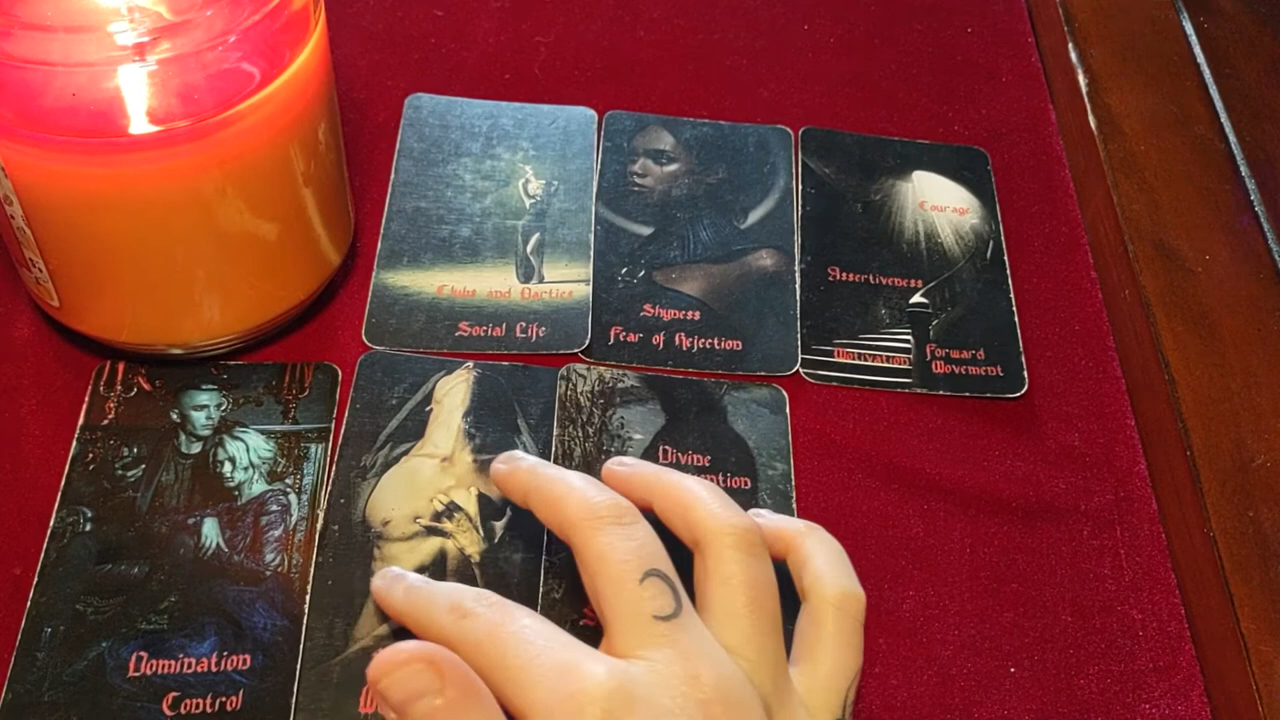 Clubs and Parties
Social Life
Shyness
Fear of Rejection
Courage
Assertiveness
Motivation
Forward
Movement
Domination
Control
Divine